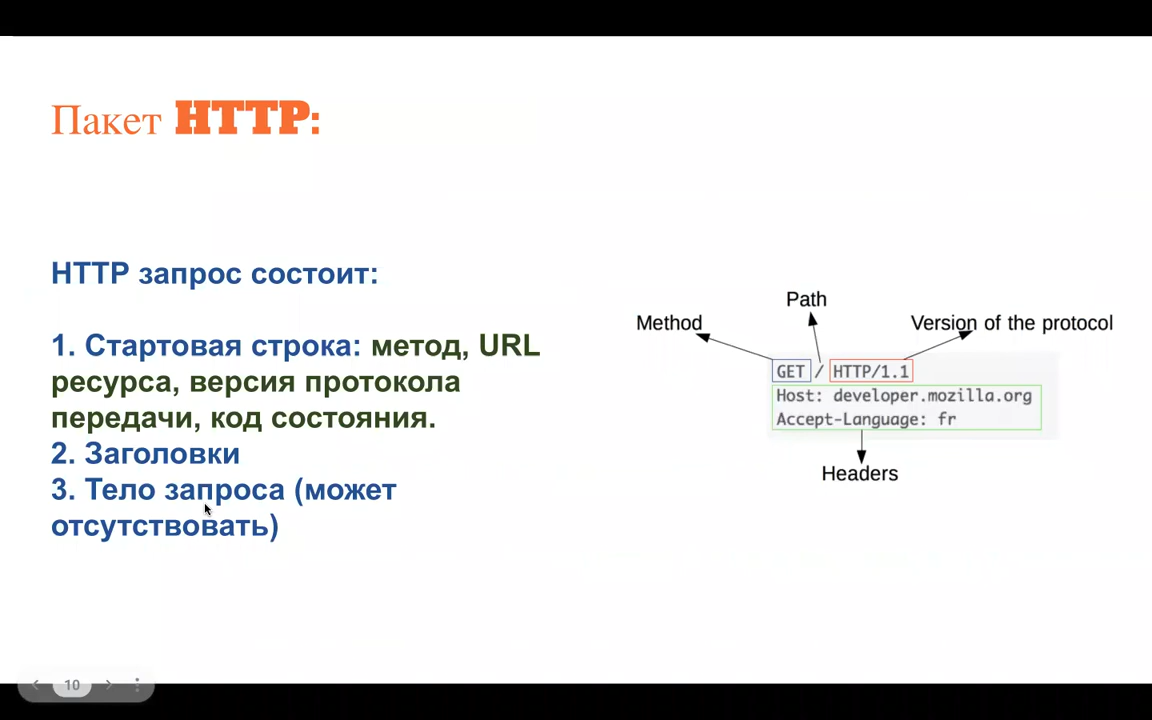 Пакет HTTP:
HTTP запрос состоит:
1. Стартовая строка: метод, URL
ресурса, версия протокола
передачи, код состояния.
2. Заголовки
3. Тело запроса (может
отсутствовать)
Path
Method
Version of the protocol
GET / HTTP/1.1
Host: developer.mozilla.org
Accept-Language: fr
Headers
10